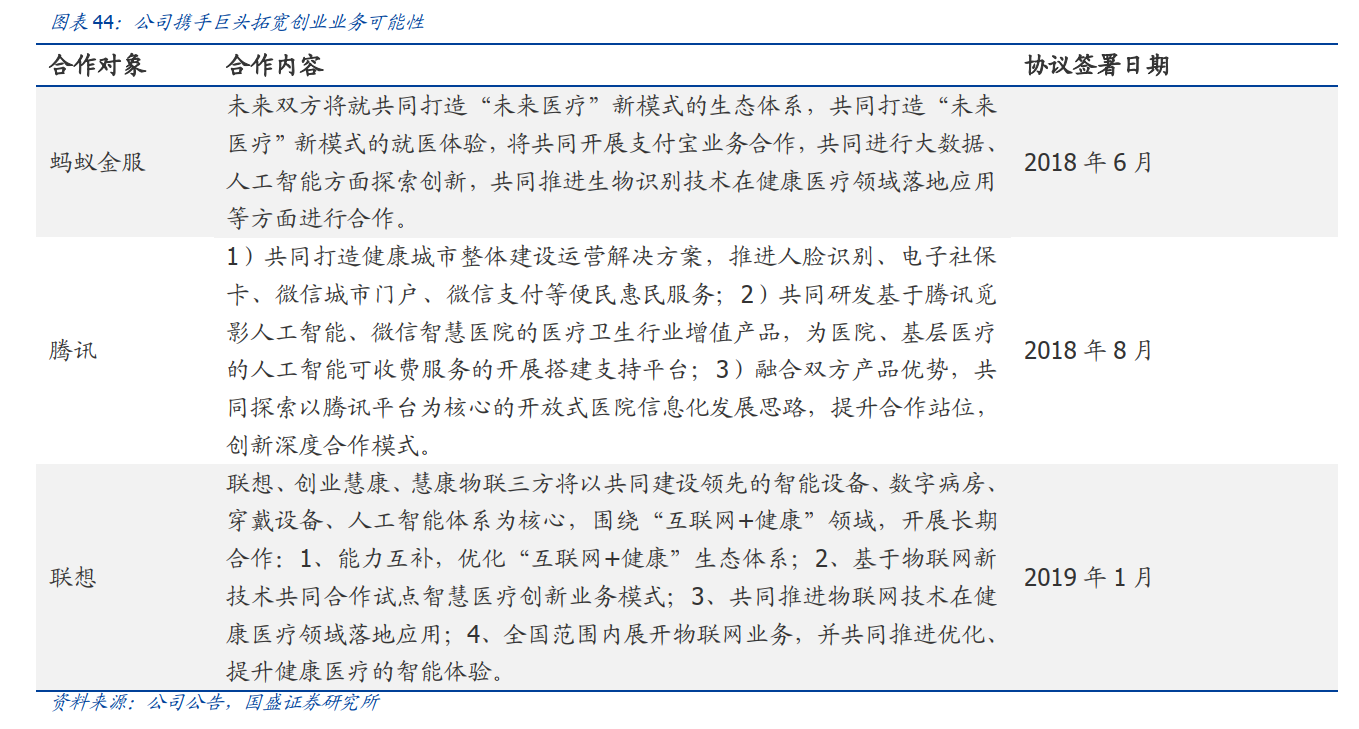 图表 44：公司携手巨头拓宽创业业务可能性
合作对象 合作内容 协议签署日期
未来双方将就共同打造“未来医疗”新模式的生态体系，共同打造“未来
医疗”新模式的就医体验，将共同开展支付宝业务合作，共同进行大数据、
蚂蚁金服 2018 年 6 月
人工智能方面探索创新，共同推进生物识别技术在健康医疗领域落地应用
等方面进行合作。
1）共同打造健康城市整体建设运营解决方案，推进人脸识别、电子社保
卡、微信城市门户、微信支付等便民惠民服务；2）共同研发基于腾讯觅
影人工智能、微信智慧医院的医疗卫生行业增值产品，为医院、基层医疗
腾讯 2018 年 8 月
的人工智能可收费服务的开展搭建支持平台；3）融合双方产品优势，共
同探索以腾讯平台为核心的开放式医院信息化发展思路，提升合作站位，
创新深度合作模式。
联想、创业慧康、慧康物联三方将以共同建设领先的智能设备、数字病房、
穿戴设备、人工智能体系为核心，围绕“互联网+健康”领域，开展长期
合作：1、能力互补，优化“互联网+健康”生态体系；2、基于物联网新
联想 2019 年 1 月
技术共同合作试点智慧医疗创新业务模式；3、共同推进物联网技术在健
康医疗领域落地应用；4、全国范围内展开物联网业务，并共同推进优化、
提升健康医疗的智能体验。
资料来源：公司公告，国盛证券研究所